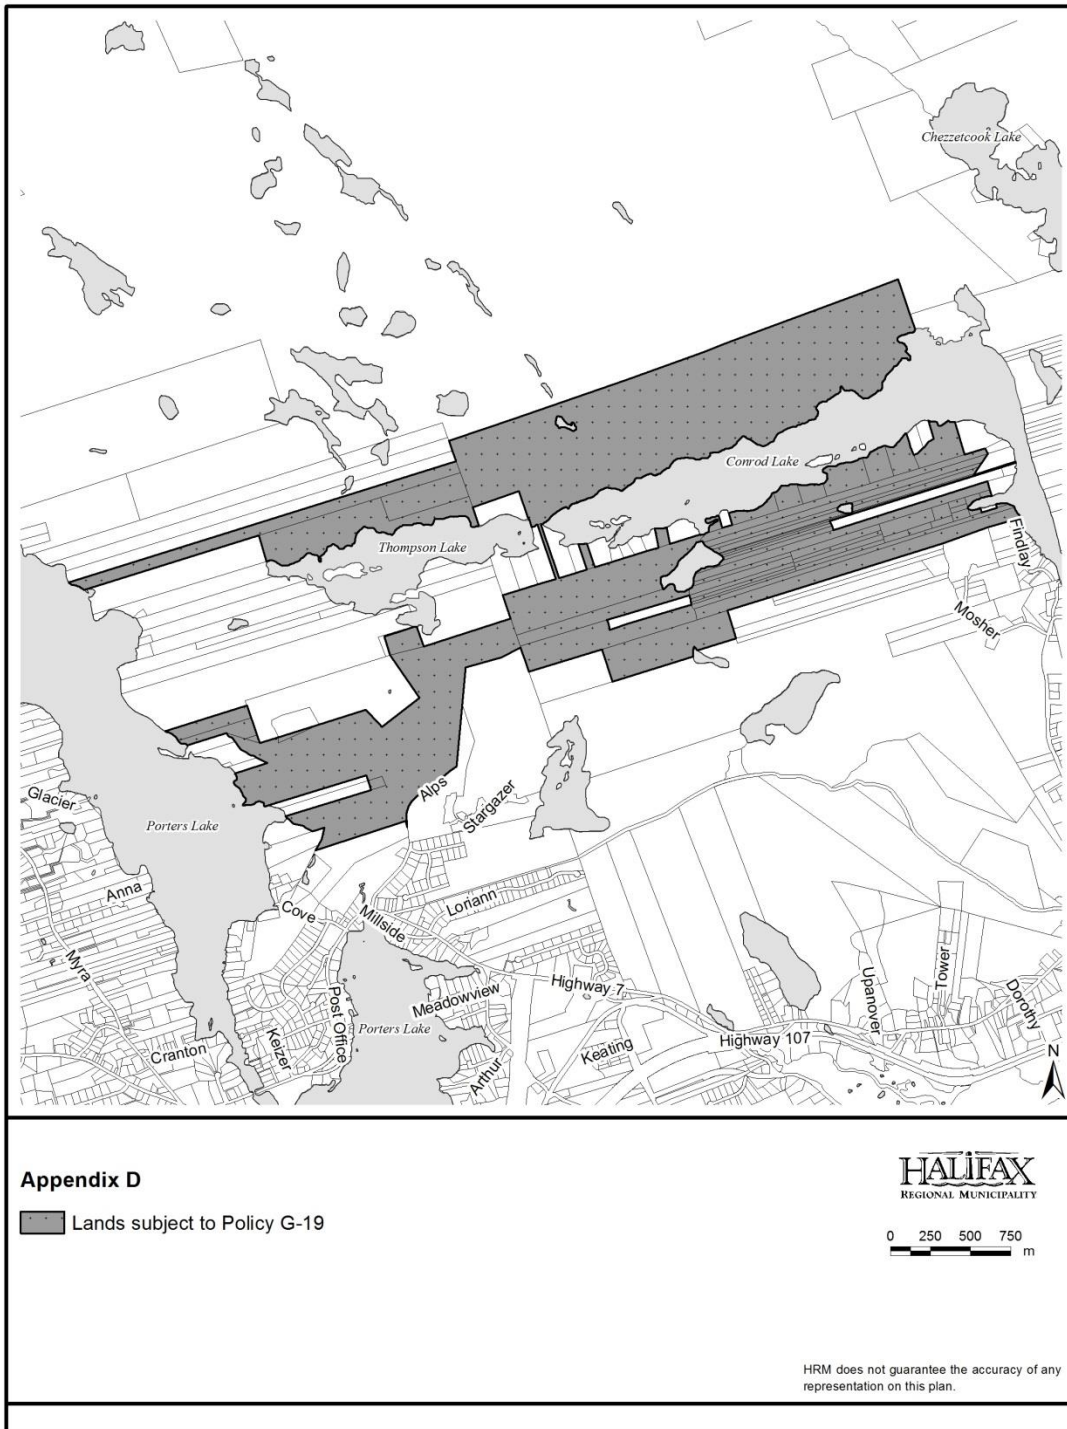 Chezzetcook Lake
Conrod Lake
Thompson Lake
Findlay
Mosher
Alps
Stargazer
Glacier
Porters Lake
Anna
Cove
Millside
Loriann
Myra
Highway 7
Upanover
Tower
Dorothy
Meadowview
Post Office
Porters Lake
Keizer
Cranton
Arthur
Keating
Highway 107
N
Appendix D
Lands subject to Policy G-19
HALIFAX
REGIONAL MUNICIPALITY
0 250 500 750
m
HRM does not guarantee the accuracy of any
representation on this plan.